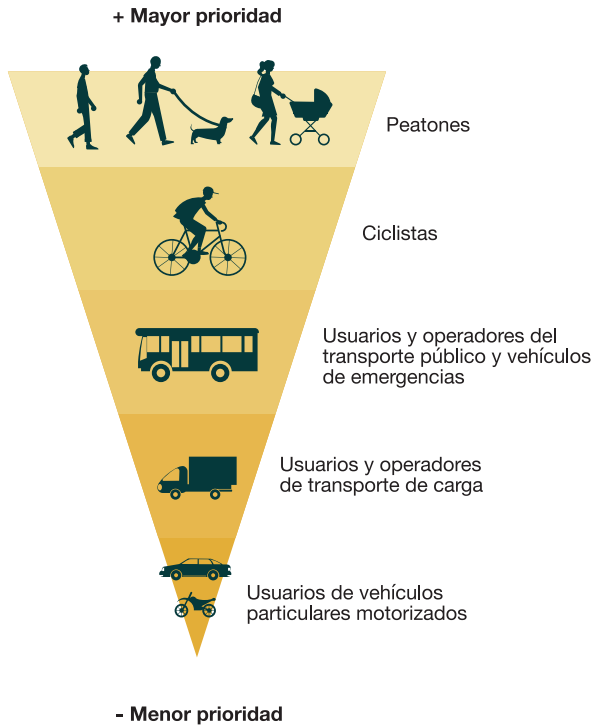 + Mayor prioridad
Peatones
Ciclistas
Usuarios y operadores del
transporte público y vehículos
de emergencias
Usuarios y operadores
de transporte de carga
Usuarios de vehículos
particulares motorizados
- Menor prioridad